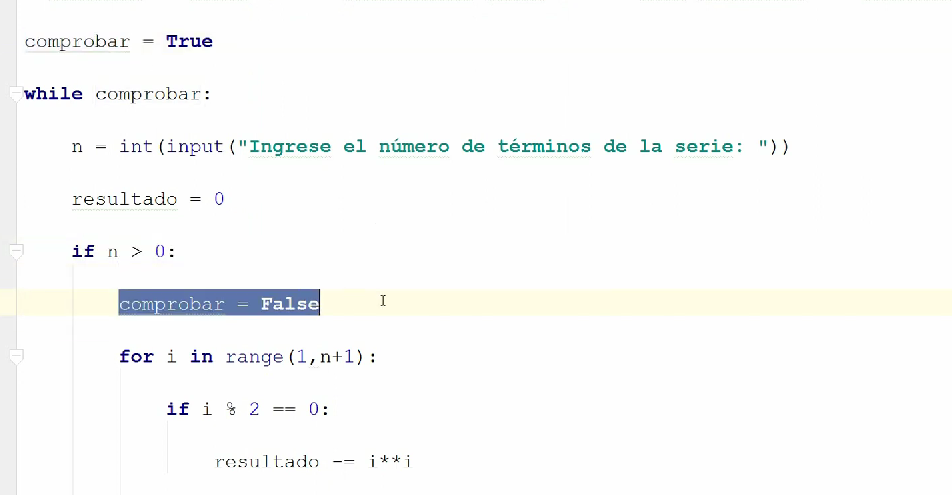 comprobar = True
while comprobar:
n = int(input("Ingrese el número de términos de la serie: "))
resultado = 0
if n > 0:
comprobar = False
for i in range(1,n+1):
if i % 2 == 0:
resultado -= i**i